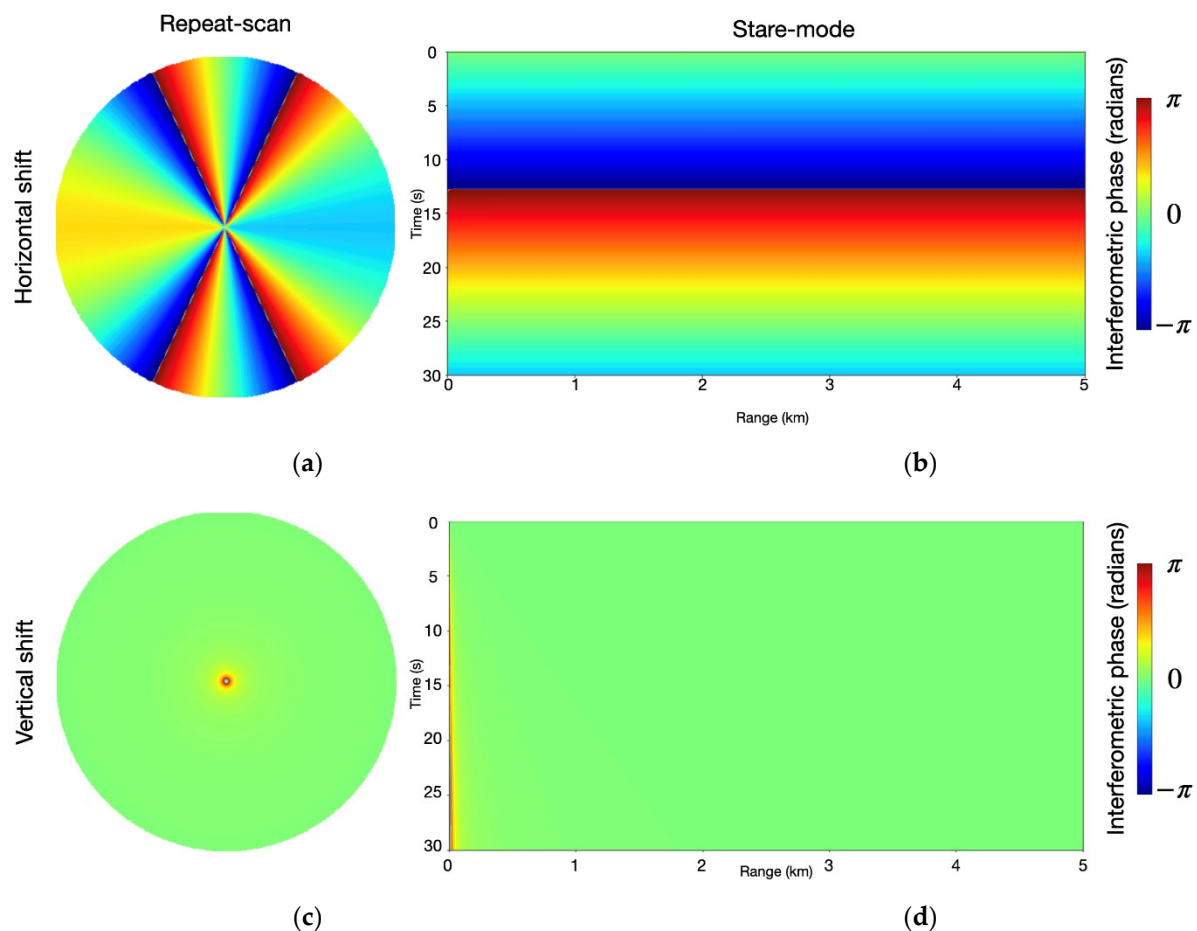 Repeat-scan
Stare-mode
Horizontal shift
Time (s)
0
5
10
15
20
25
30
0
1
2
3
4
5
Range (km)
Interferometric phase (radians)
π
0
−π
(a)
(b)
Vertical shift
Time (s)
0
5
10
15
20
25
30
0
1
2
3
4
5
Range (km)
Interferometric phase (radians)
π
0
−π
(c)
(d)